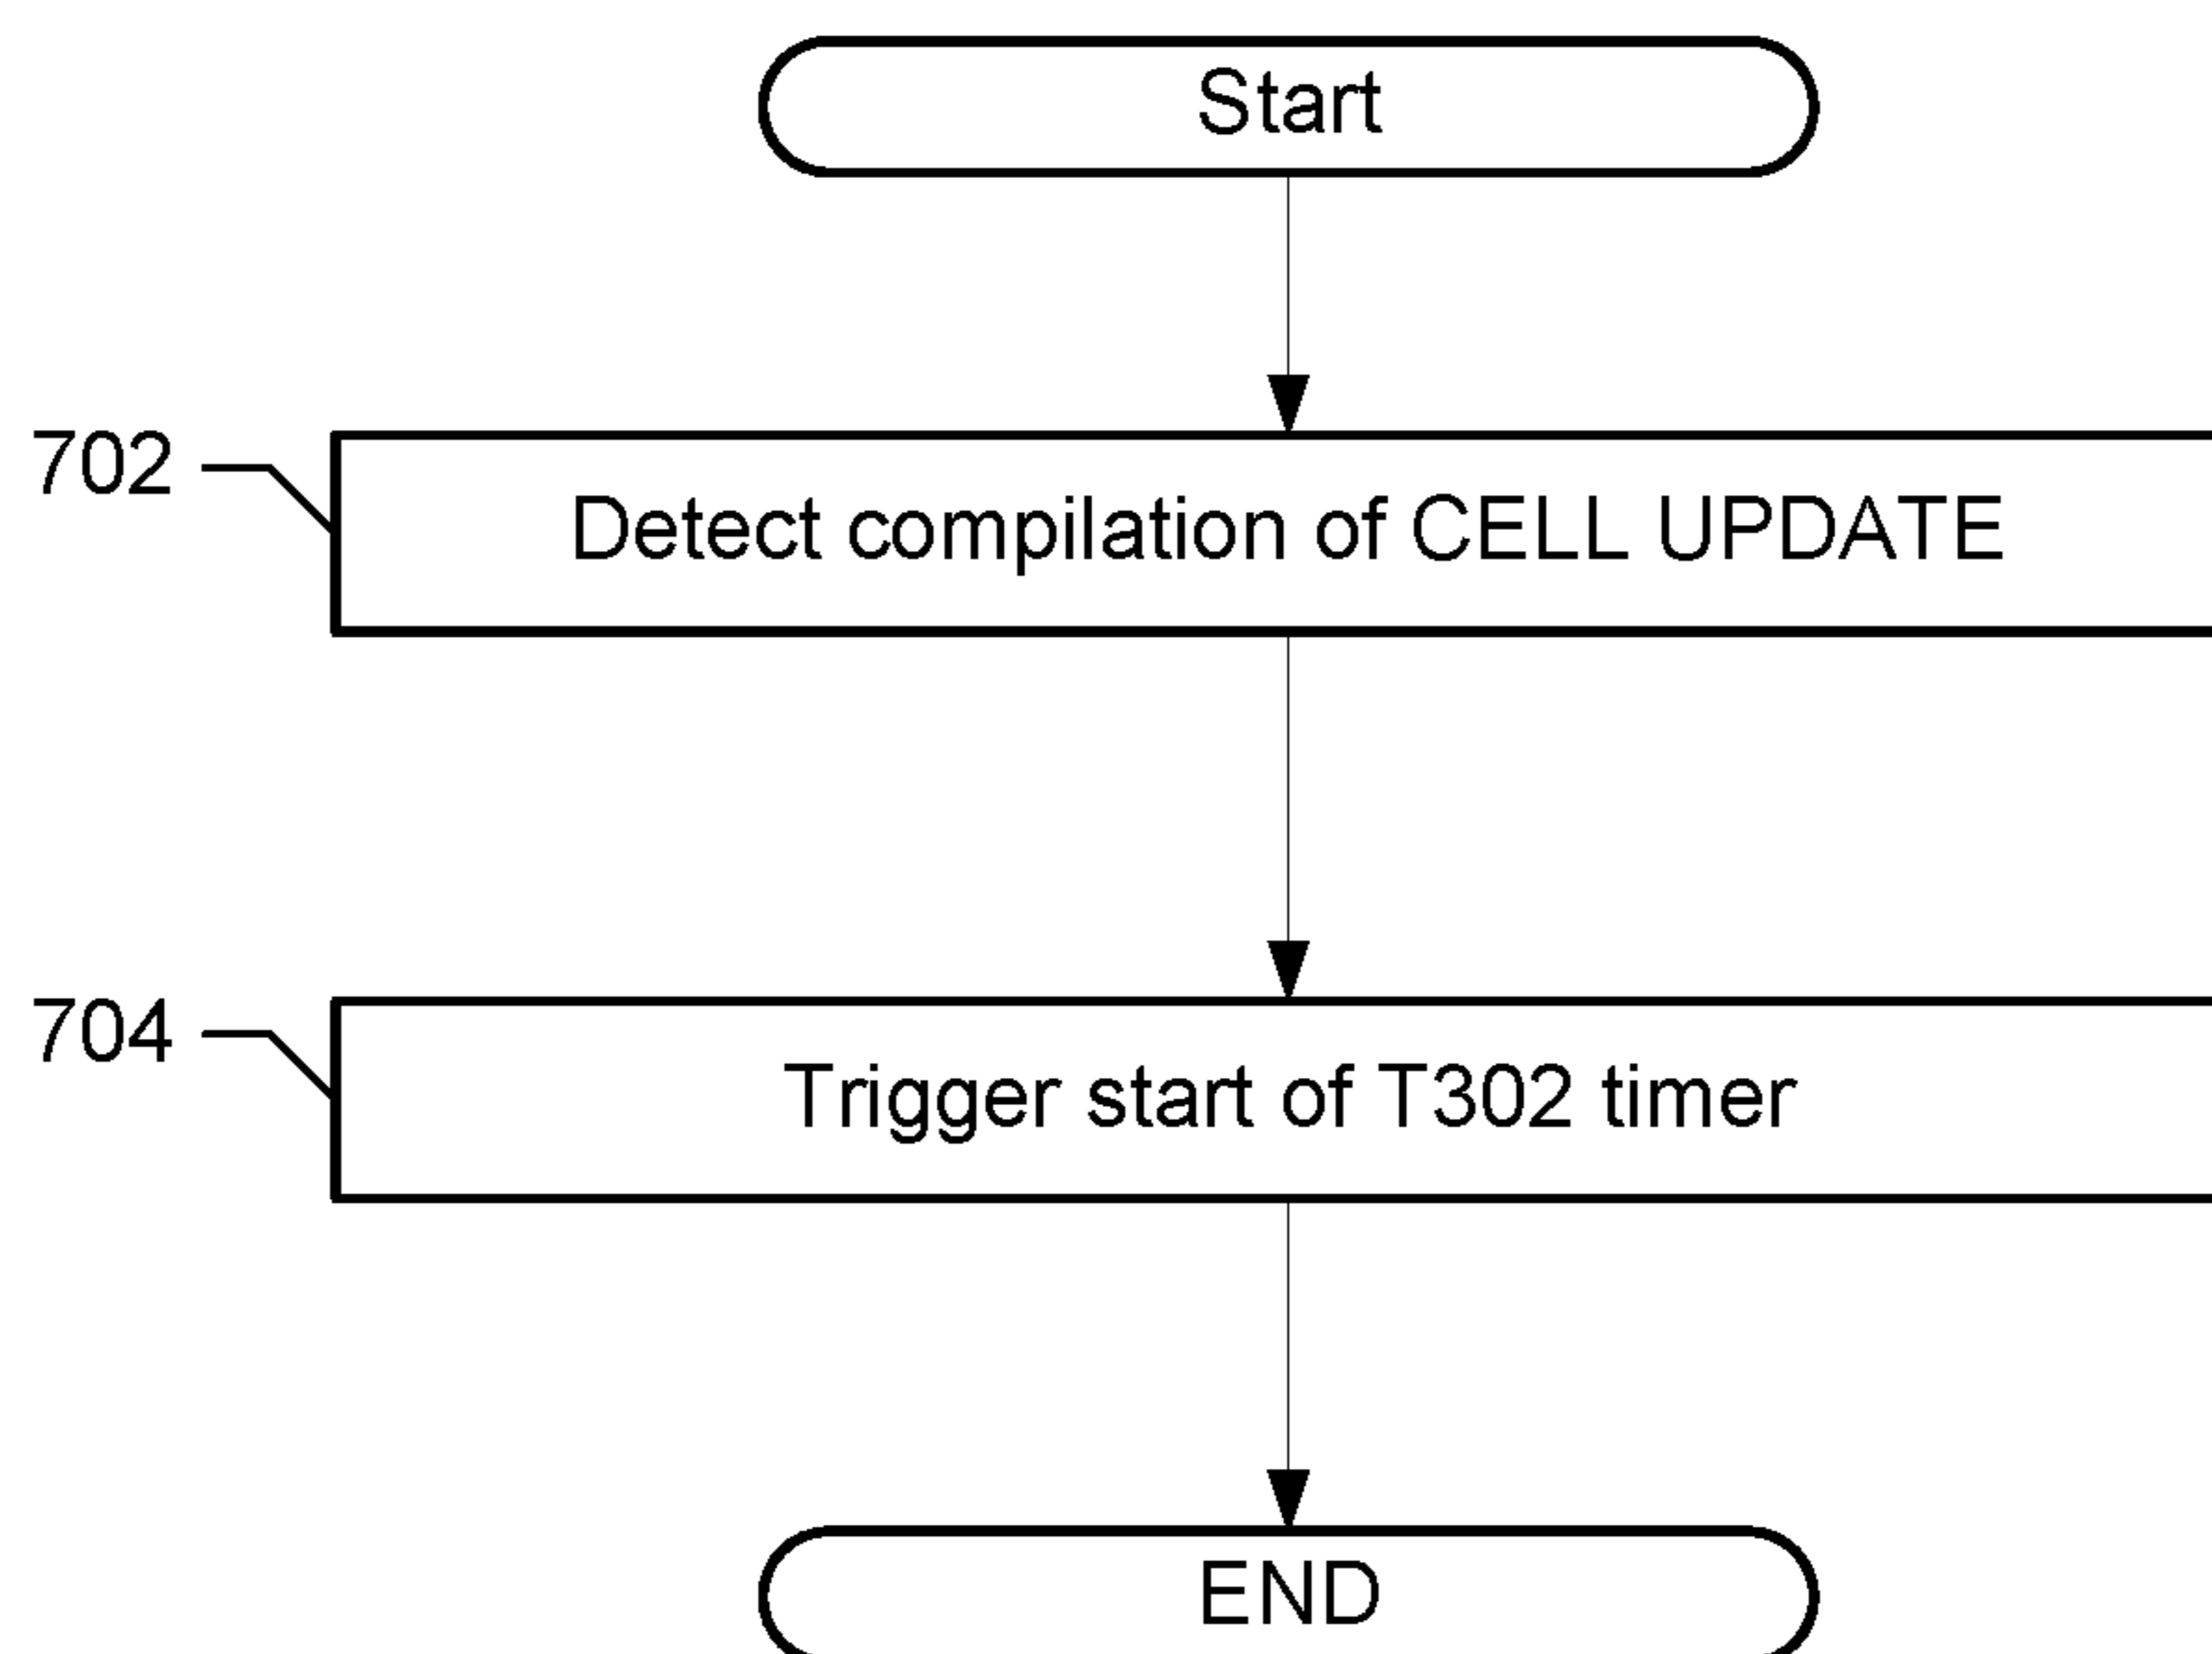 Start
702
Detect compilation of CELL UPDATE
704
Trigger start of T302 timer
END